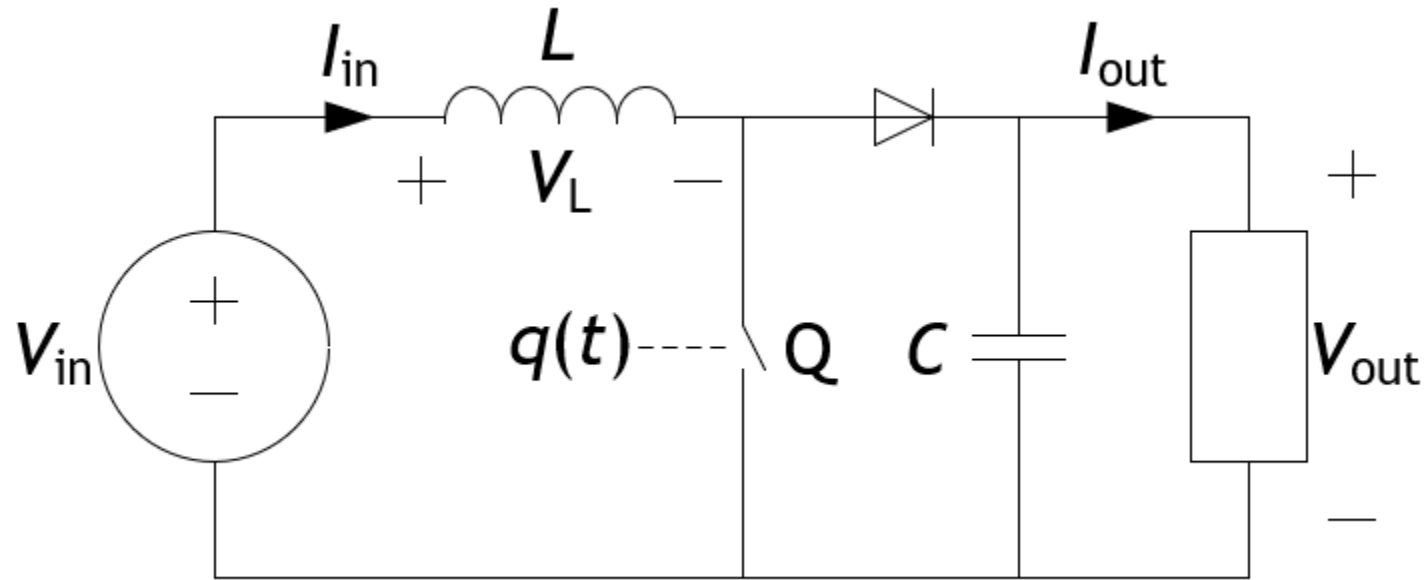 I_in
L
I_out
+ V_L −
+
V_in
+
−
q(t)
Q
C
V_out
−